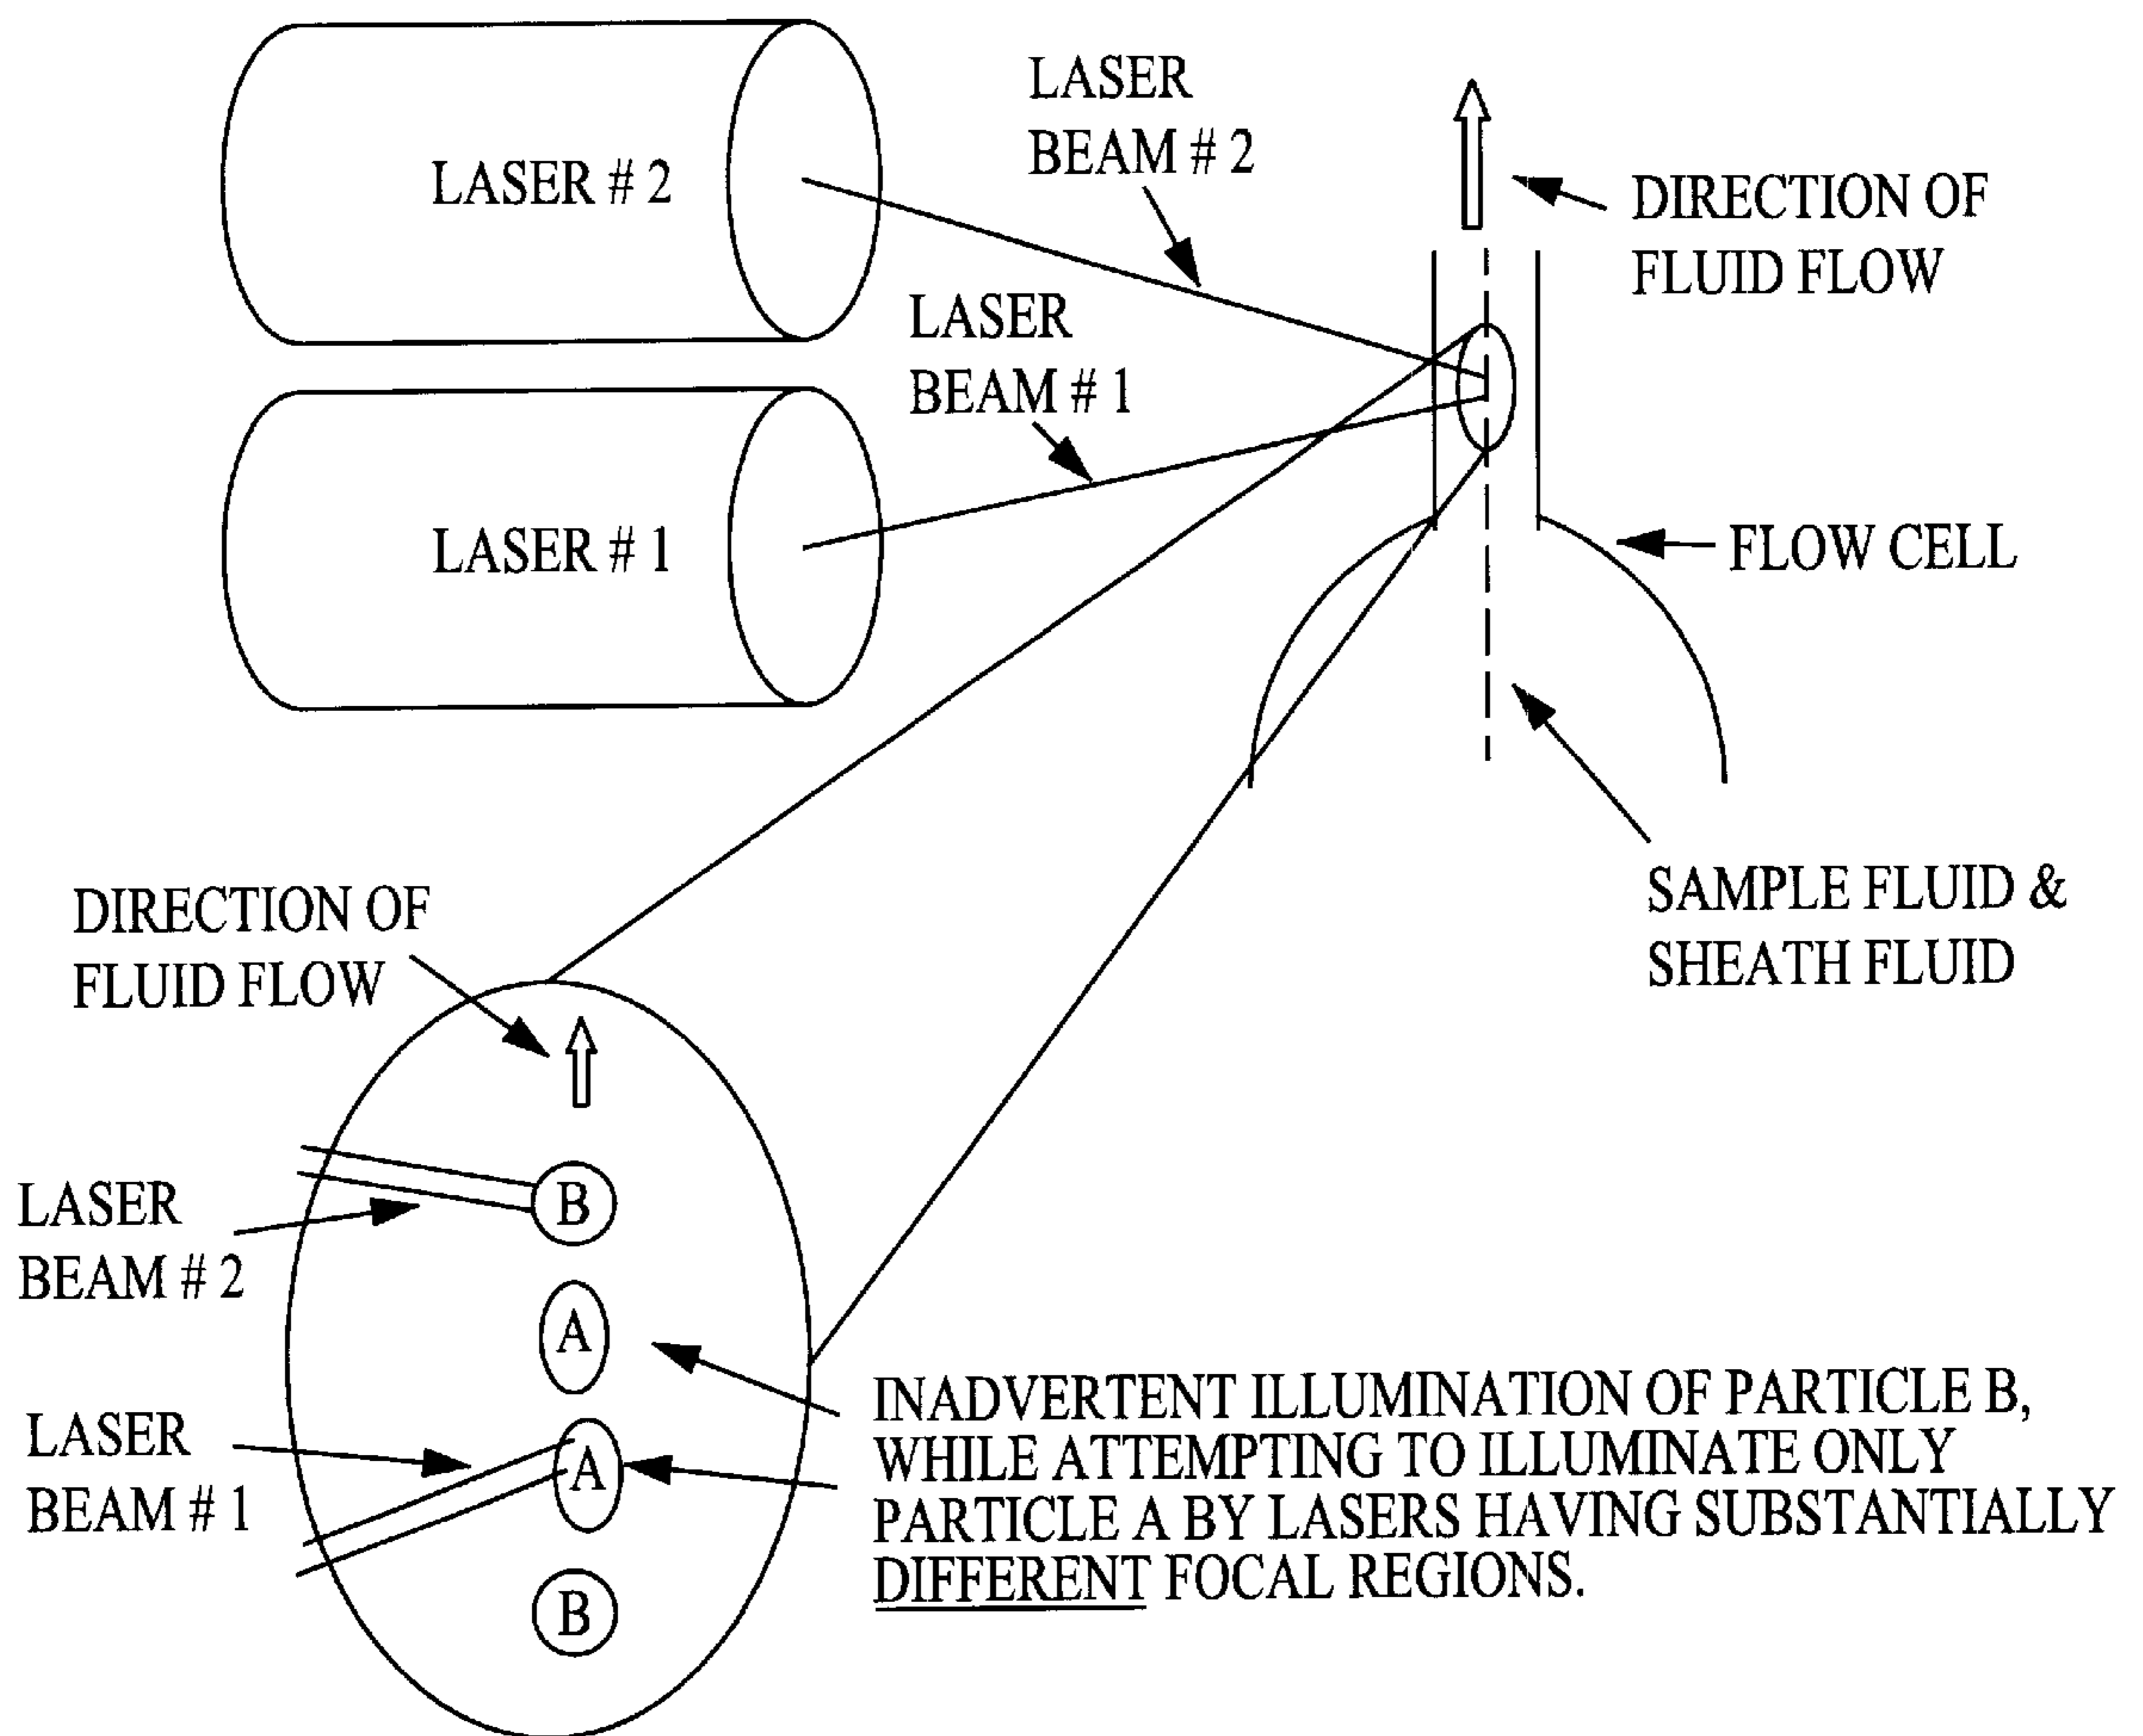 LASER
BEAM # 2
LASER # 2
DIRECTION OF
FLUID FLOW
LASER
BEAM # 1
LASER # 1
FLOW CELL
SAMPLE FLUID &
SHEATH FLUID
DIRECTION OF
FLUID FLOW
LASER
BEAM # 2
B
A
LASER
BEAM # 1
A
B
INADVERTENT ILLUMINATION OF PARTICLE B,
WHILE ATTEMPTING TO ILLUMINATE ONLY
PARTICLE A BY LASERS HAVING SUBSTANTIALLY
DIFFERENT FOCAL REGIONS.